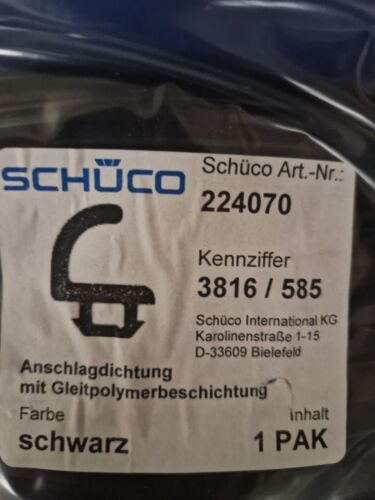 SCHÜCO
Schüco Art.-Nr.:
224070
Kennziffer
3816 / 585
Schüco International KG
Karolinenstraße 1-15
D-33609 Bielefeld
Anschlagdichtung
mit Gleitpolymerbeschichtung
Farbe
schwarz
Inhalt
1 PAK